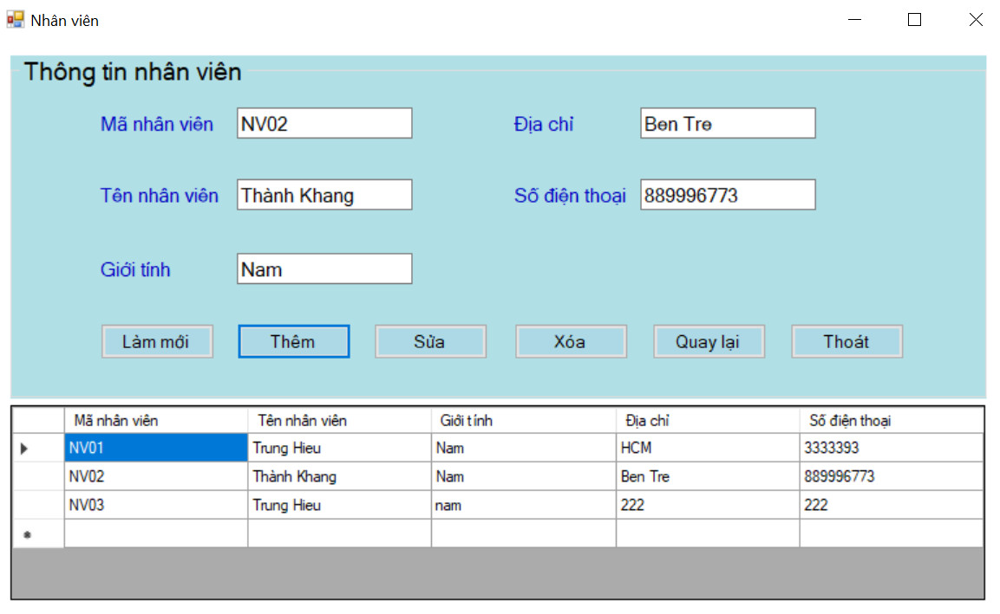 Nhân viên
Thông tin nhân viên
Mã nhân viên NV02 Địa chỉ Ben Tre
Tên nhân viên Thành Khang Số điện thoại 889996773
Giới tính Nam
Làm mới Thêm Sửa Xóa Quay lại Thoát
Mã nhân viên Tên nhân viên Giới tính Địa chỉ Số điện thoại
NV01 Trung Hieu Nam HCM 3333393
NV02 Thành Khang Nam Ben Tre 889996773
NV03 Trung Hieu nam 222 222